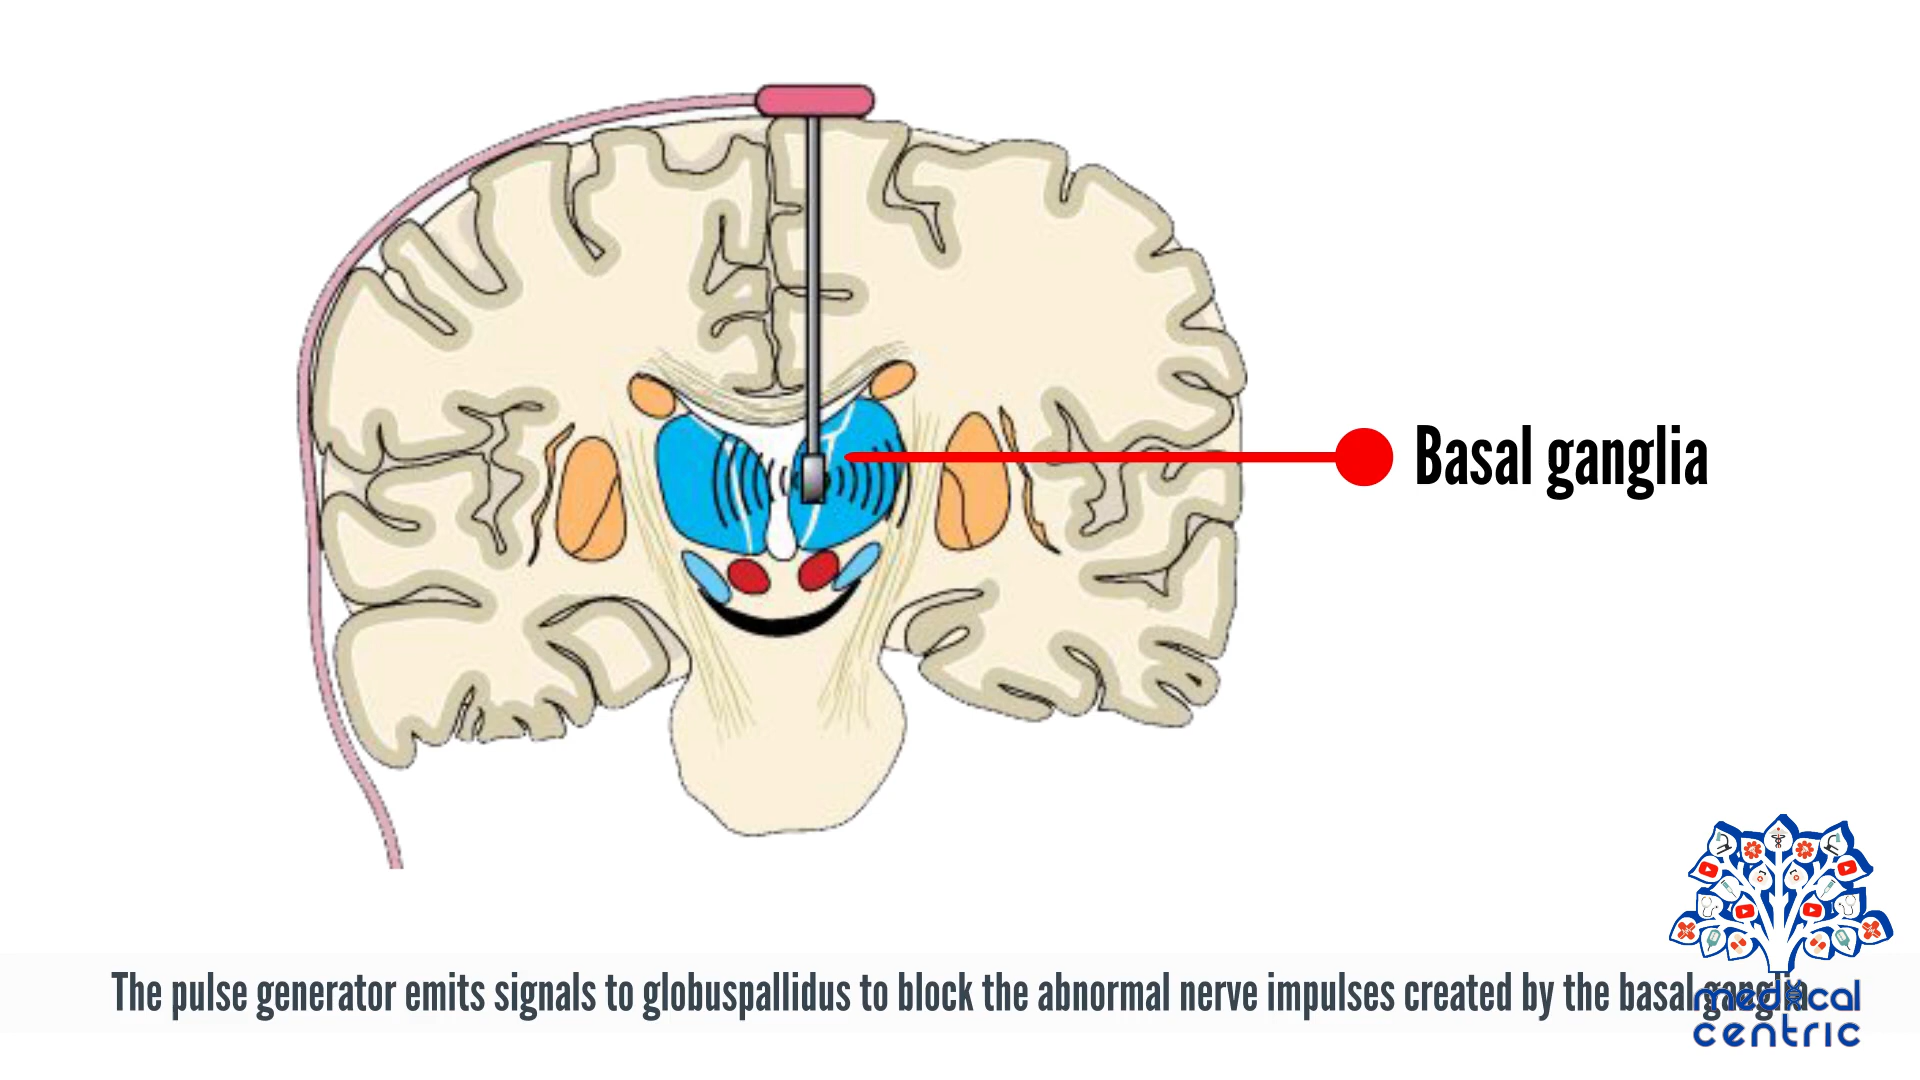 Basal ganglia
The pulse generator emits signals to globuspallidus to block the abnormal nerve impulses created by the basal ganglia
medical
centric